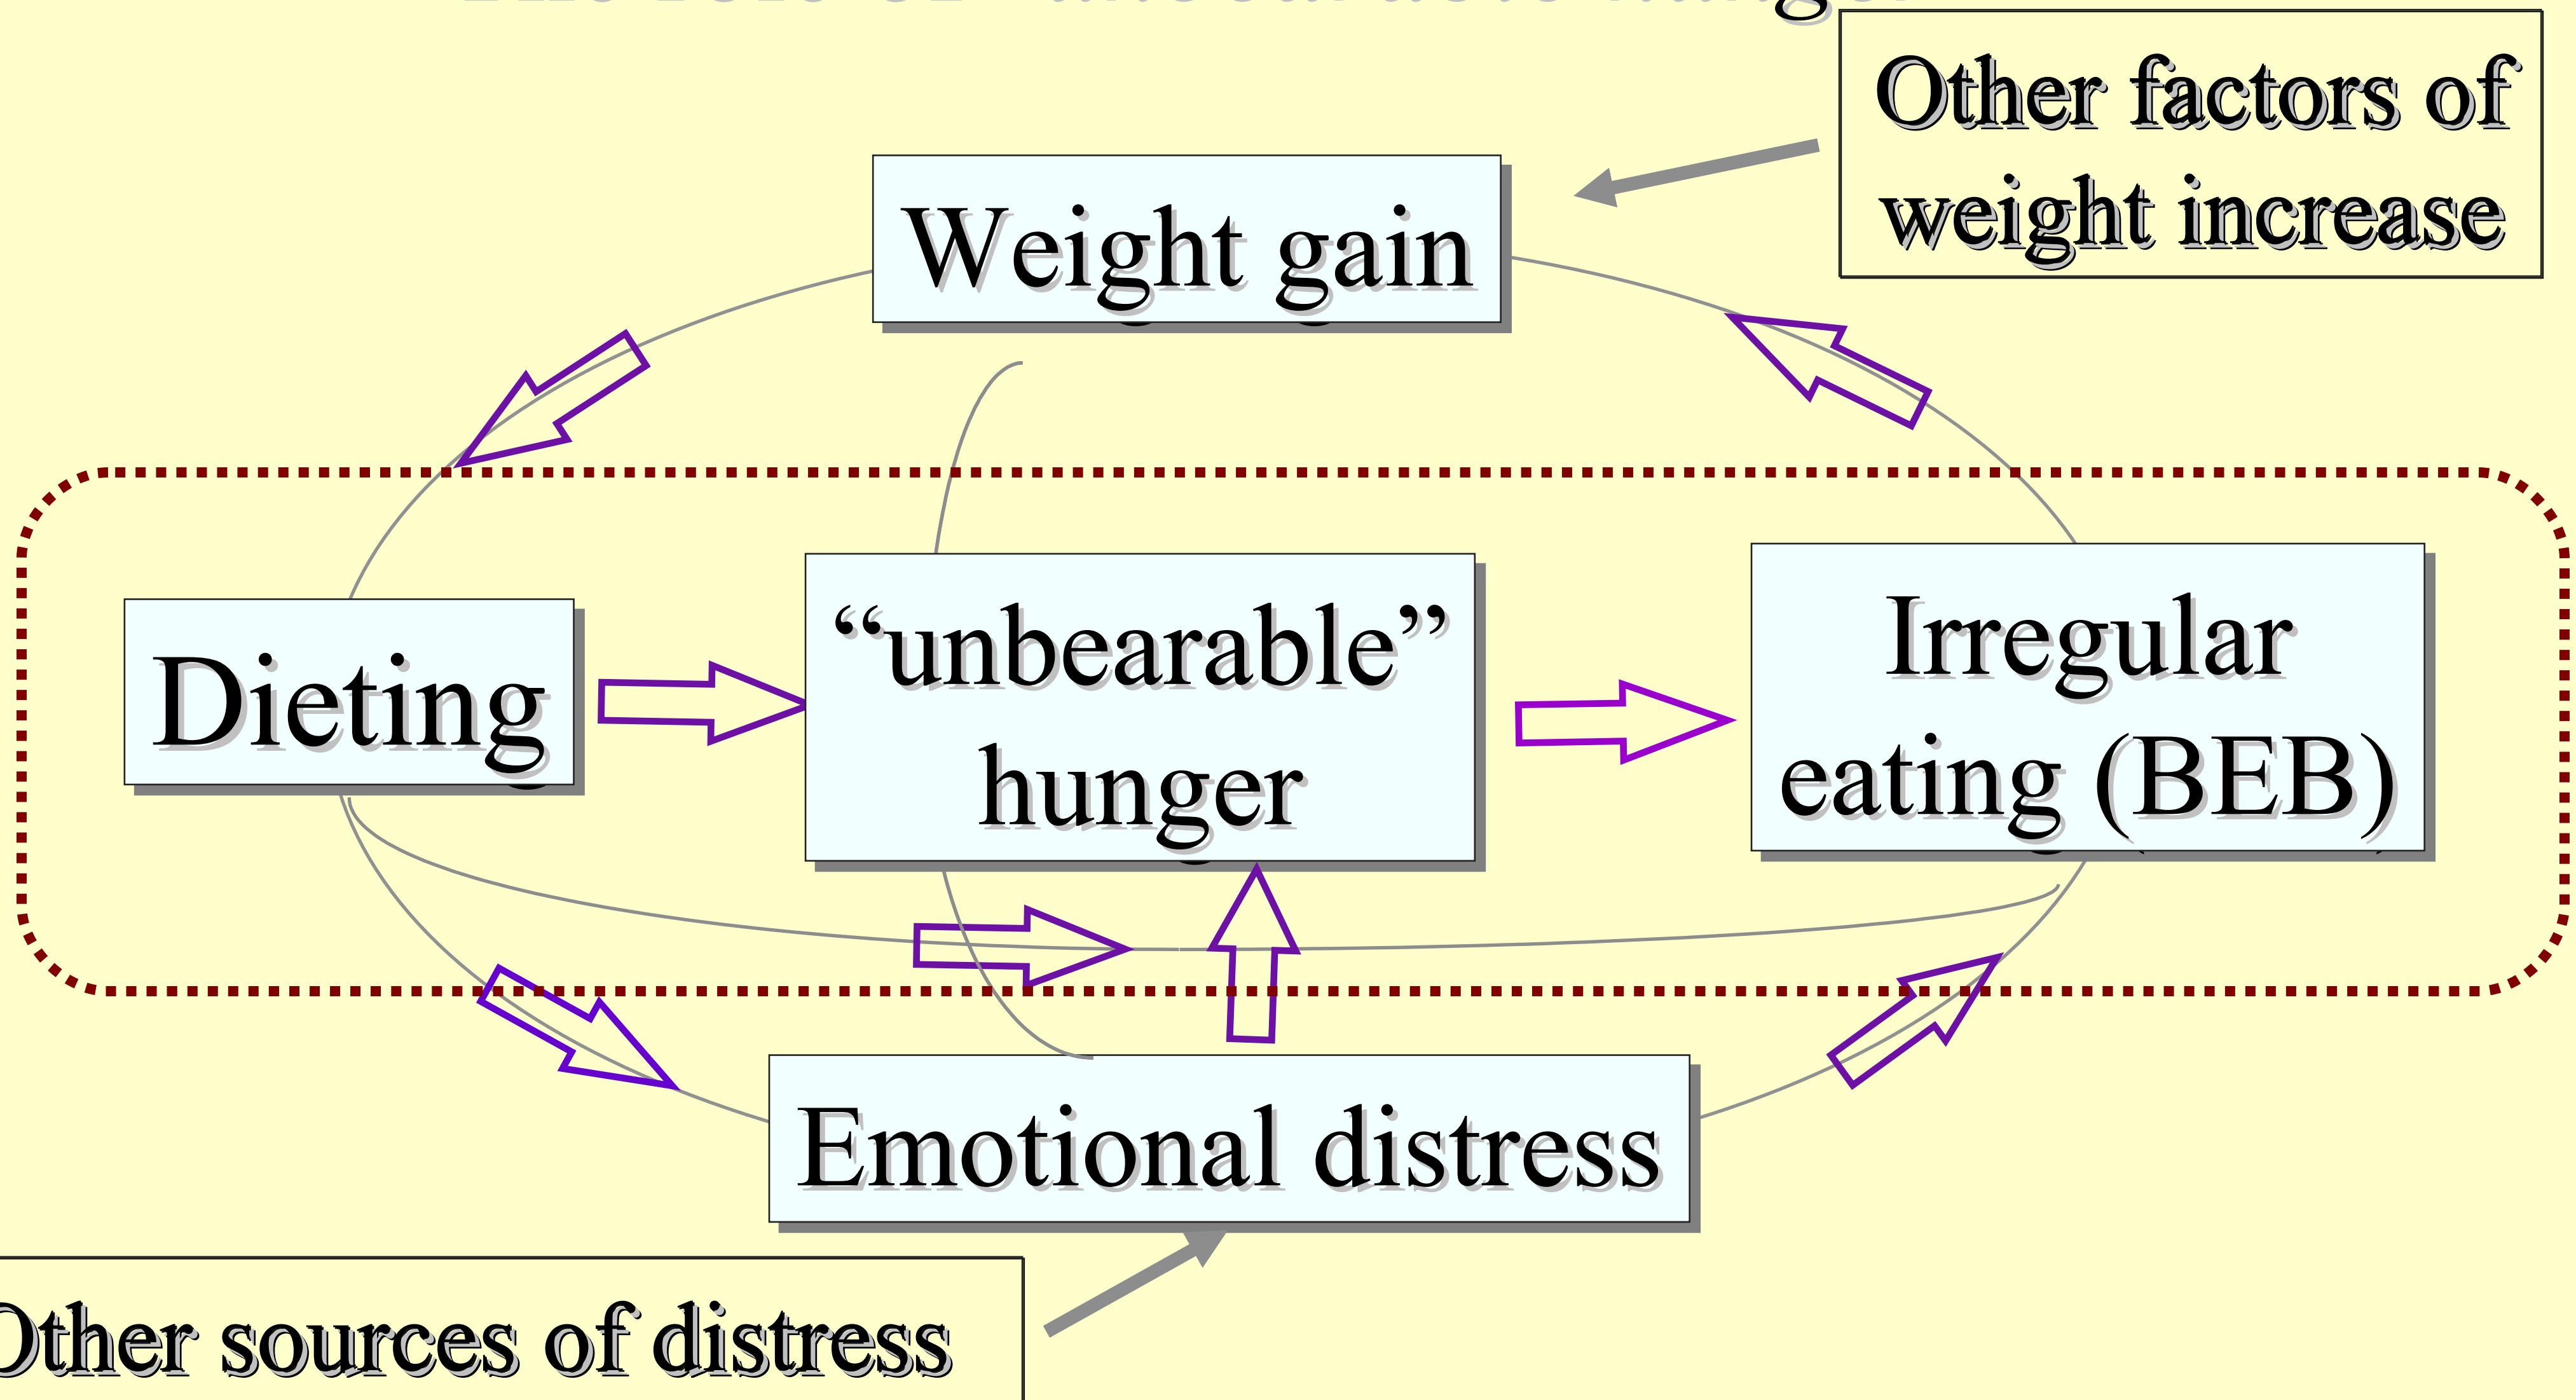 Other factors of
weight increase
Weight gain
Dieting
“unbearable”
hunger
Irregular
eating (BEB)
Emotional distress
Other sources of distress